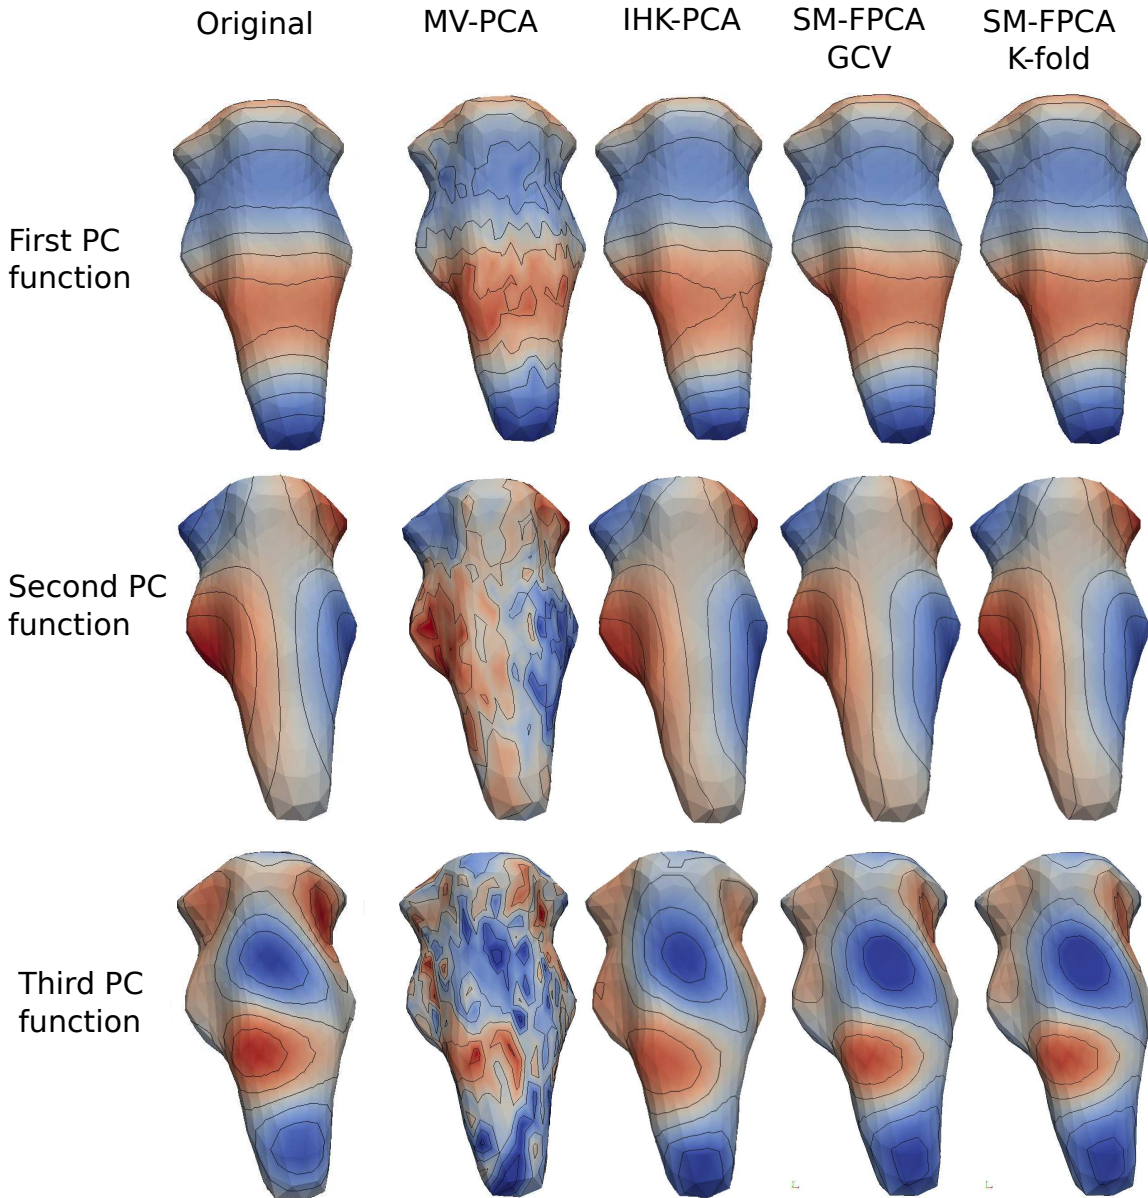 Original MV-PCA IHK-PCA SM-FPCA SM-FPCA
GCV K-fold
First PC
function
Second PC
function
Third PC
function